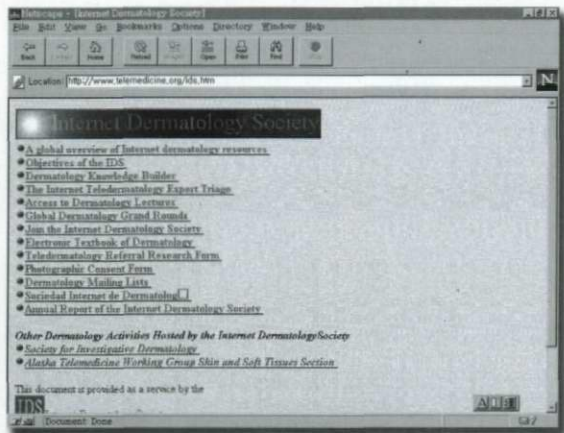 Netscape - [Internet Dermatology Society]
File Edit View Go Bookmarks Options Directory Window Help
Back Home Reload Open Print Find
Location: http://www.telemedicine.org/ids.htm
N
Internet Dermatology Society
A global overview of Internet dermatology resources
Objectives of the IDS
Dermatology Knowledge Builder
The Internet Teledermatology Expert Triage
Access to Dermatology Lectures
Global Dermatology Grand Rounds
Join the Internet Dermatology Society
Electronic Textbook of Dermatology
Teledermatology Referral Research Form
Photographic Consent Form
Dermatology Mailing Lists
Sociedad Internet de Dermatolog□
Annual Report of the Internet Dermatology Society
Other Dermatology Activities Hosted by the Internet DermatologySociety
Society for Investigative Dermatology
Alaska Telemedicine Working Group Skin and Soft Tissues Section
This document is provided as a service by the
IDS
Document: Done